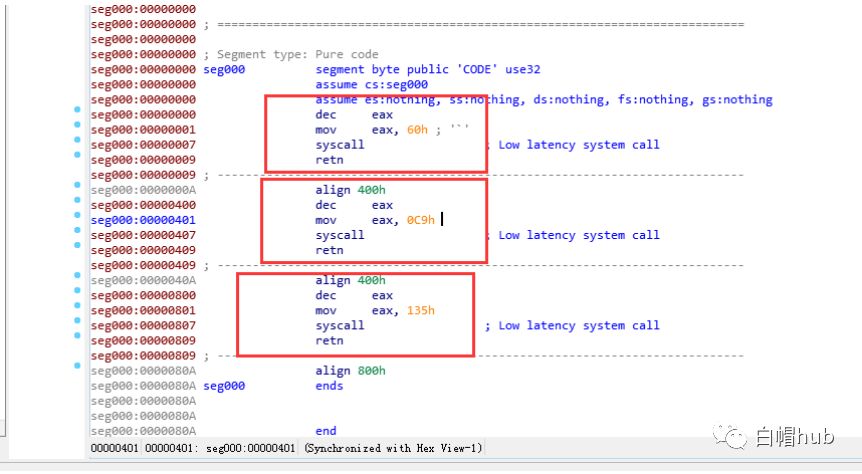 seg000:00000000
seg000:00000000 ; ===========================================================================
seg000:00000000
seg000:00000000 ; Segment type: Pure code
seg000:00000000 seg000 segment byte public 'CODE' use32
seg000:00000000 assume cs:seg000
seg000:00000000 assume es:nothing, ss:nothing, ds:nothing, fs:nothing, gs:nothing
seg000:00000000 dec eax
seg000:00000001 mov eax, 60h ; '`'
seg000:00000007 syscall ; Low latency system call
seg000:00000009 retn
seg000:00000009 ; ---------------------------------------------------------------------------
seg000:0000000A align 400h
seg000:00000400 dec eax
seg000:00000401 mov eax, 0C9h
seg000:00000407 syscall ; Low latency system call
seg000:00000409 retn
seg000:00000409 ; ---------------------------------------------------------------------------
seg000:0000040A align 400h
seg000:00000800 dec eax
seg000:00000801 mov eax, 135h
seg000:00000807 syscall ; Low latency system call
seg000:00000809 retn
seg000:00000809 ; ---------------------------------------------------------------------------
seg000:0000080A align 800h
seg000:0000080A seg000 ends
seg000:0000080A
seg000:0000080A
seg000:0000080A end
00000401 00000401: seg000:00000401 (Synchronized with Hex View-1)
白帽hub